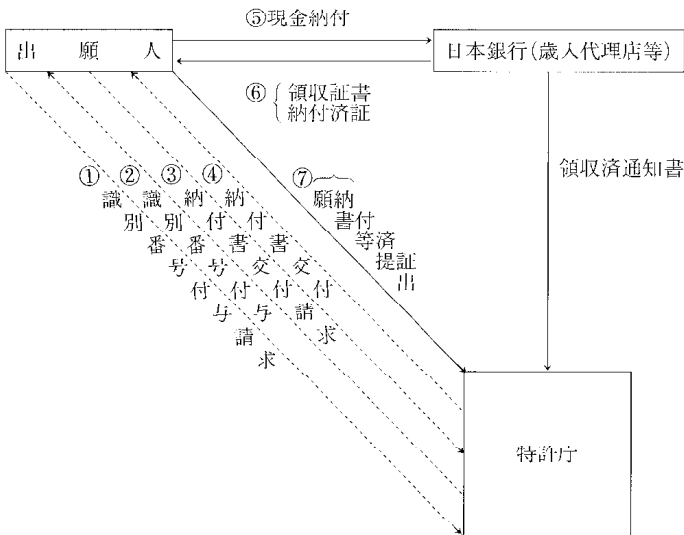 ⑤現金納付
出願人
日本銀行(歳入代理店等)
⑥
領収証書
納付済証
領収済通知書
①識別番号付与請求
②識別番号付与
③納付書交付請求
④納付書交付
⑦
納付済証
願書等提出
特許庁